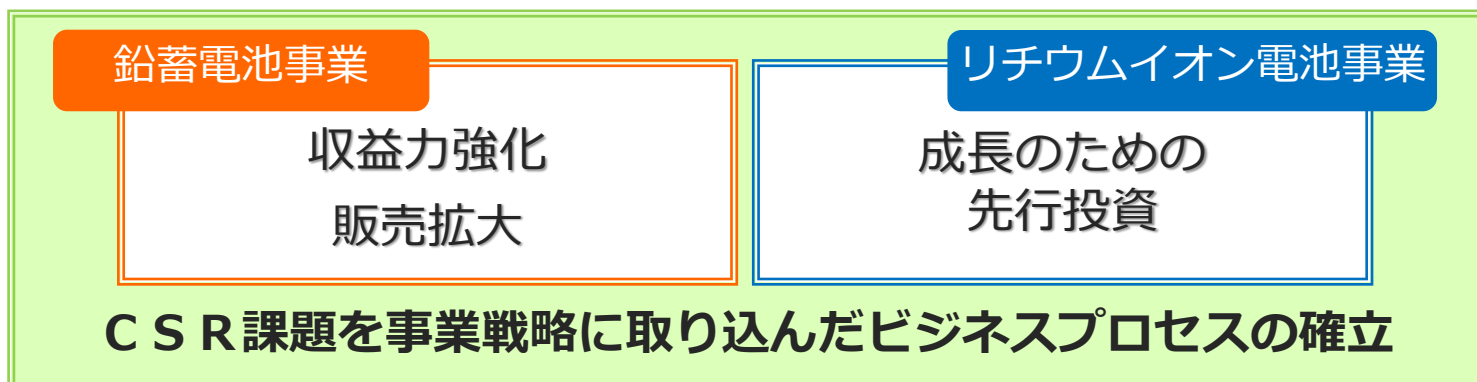 鉛蓄電池事業
収益力強化
販売拡大
リチウムイオン電池事業
成長のための
先行投資
ＣＳＲ課題を事業戦略に取り込んだビジネスプロセスの確立